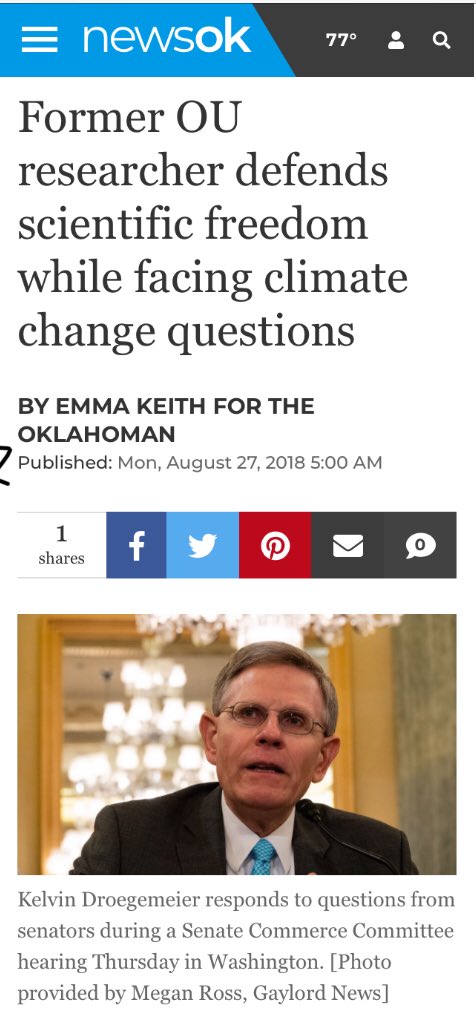 newsok 77°
Former OU
researcher defends
scientific freedom
while facing climate
change questions
BY EMMA KEITH FOR THE
OKLAHOMAN
Published: Mon, August 27, 2018 5:00 AM
1
shares
0
Kelvin Droegemeier responds to questions from
senators during a Senate Commerce Committee
hearing Thursday in Washington. [Photo
provided by Megan Ross, Gaylord News]